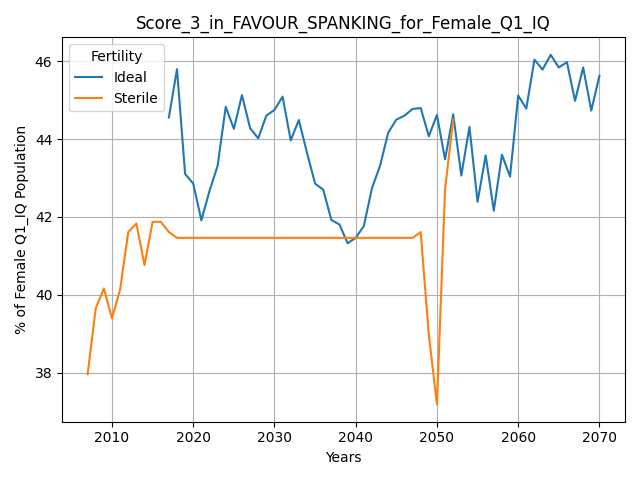 Score_3_in_FAVOUR_SPANKING_for_Female_Q1_IQ
Fertility
Ideal
Sterile
% of Female Q1_IQ Population
46
44
42
40
38
2010 2020 2030 2040 2050 2060 2070
Years